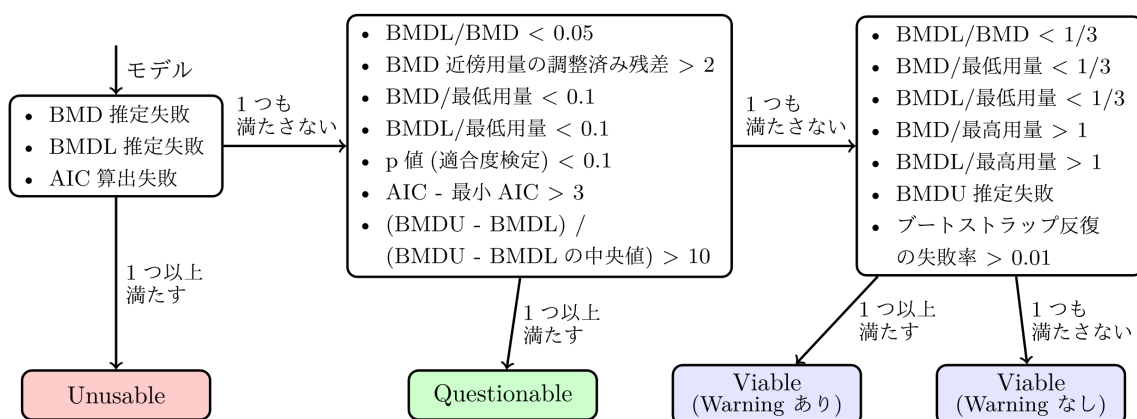 モデル
• BMD 推定失敗
• BMDL 推定失敗
• AIC 算出失敗
1 つも
満たさない
1 つ以上
満たす
Unusable
• BMDL/BMD < 0.05
• BMD 近傍用量の調整済み残差 > 2
• BMD/最低用量 < 0.1
• BMDL/最低用量 < 0.1
• p 値 (適合度検定) < 0.1
• AIC - 最小 AIC > 3
• (BMDU - BMDL) /
(BMDU - BMDL の中央値) > 10
1 つも
満たさない
1 つ以上
満たす
Questionable
• BMDL/BMD < 1/3
• BMD/最低用量 < 1/3
• BMDL/最低用量 < 1/3
• BMD/最高用量 > 1
• BMDL/最高用量 > 1
• BMDU 推定失敗
• ブートストラップ反復
の失敗率 > 0.01
1 つ以上
満たす
1 つも
満たさない
Viable
(Warning あり)
Viable
(Warning なし)